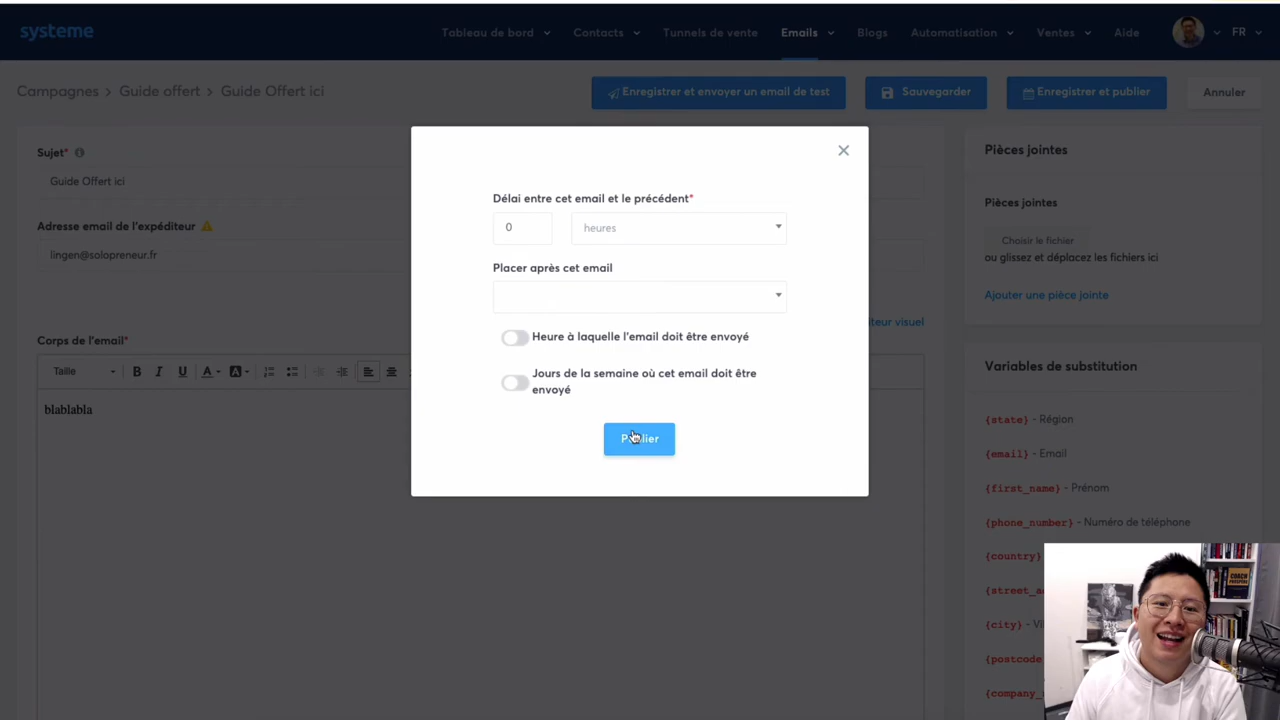 systeme
Tableau de bord
Contacts
Tunnels de vente
Emails
Blogs
Automatisation
Ventes
Aide
FR
Campagnes > Guide offert > Guide Offert ici
Enregistrer et envoyer un email de test
Sauvegarder
Enregistrer et publier
Annuler
Sujet*
Guide Offert ici
Adresse email de l'expéditeur
lingen@solopreneur.fr
Corps de l'email*
Taille
B I U A A
blablabla
Délai entre cet email et le précédent*
0
heures
Placer après cet email
Heure à laquelle l'email doit être envoyé
Jours de la semaine où cet email doit être
envoyé
Publier
Pièces jointes
Pièces jointes
Choisir le fichier
ou glissez et déplacez les fichiers ici
Ajouter une pièce jointe
Variables de substitution
{state} - Région
{email} - Email
{first_name} - Prénom
{phone_number} - Numéro de téléphone
{country}
{city}
COACH